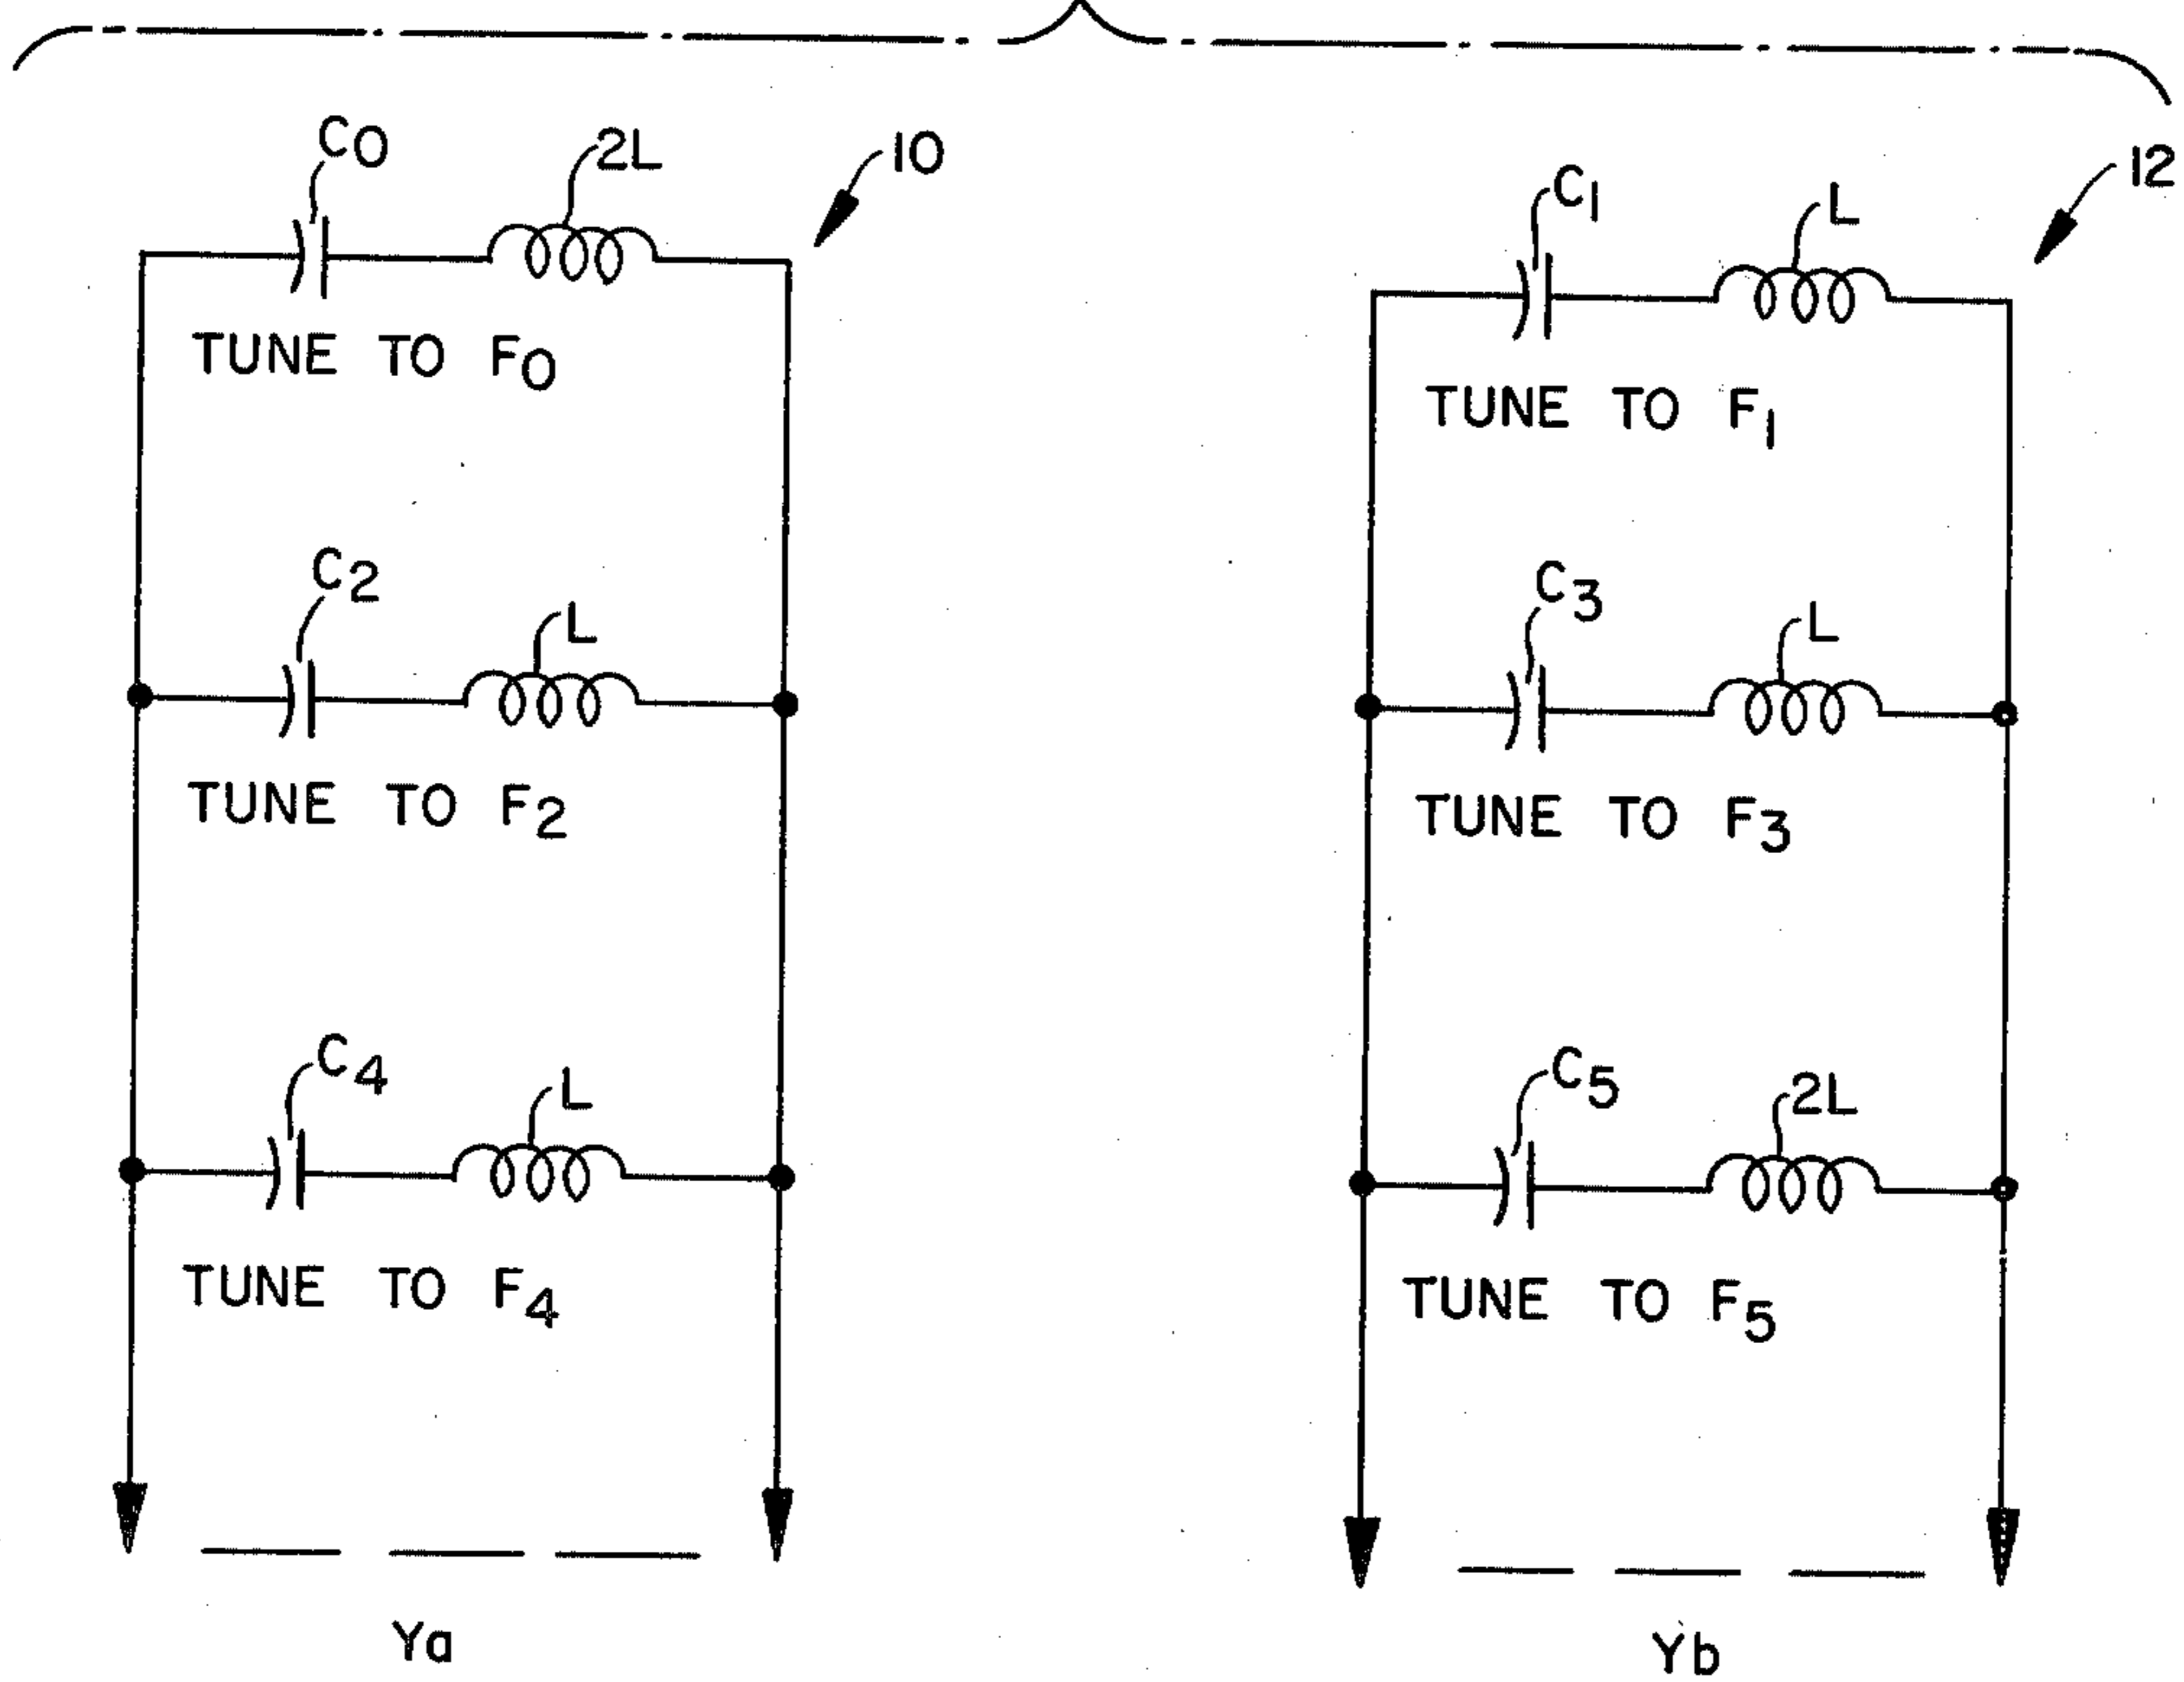 C0
2L
10
TUNE TO F0
C2
L
TUNE TO F2
C4
L
TUNE TO F4
Ya
C1
L
12
TUNE TO F1
C3
L
TUNE TO F3
C5
2L
TUNE TO F5
Yb